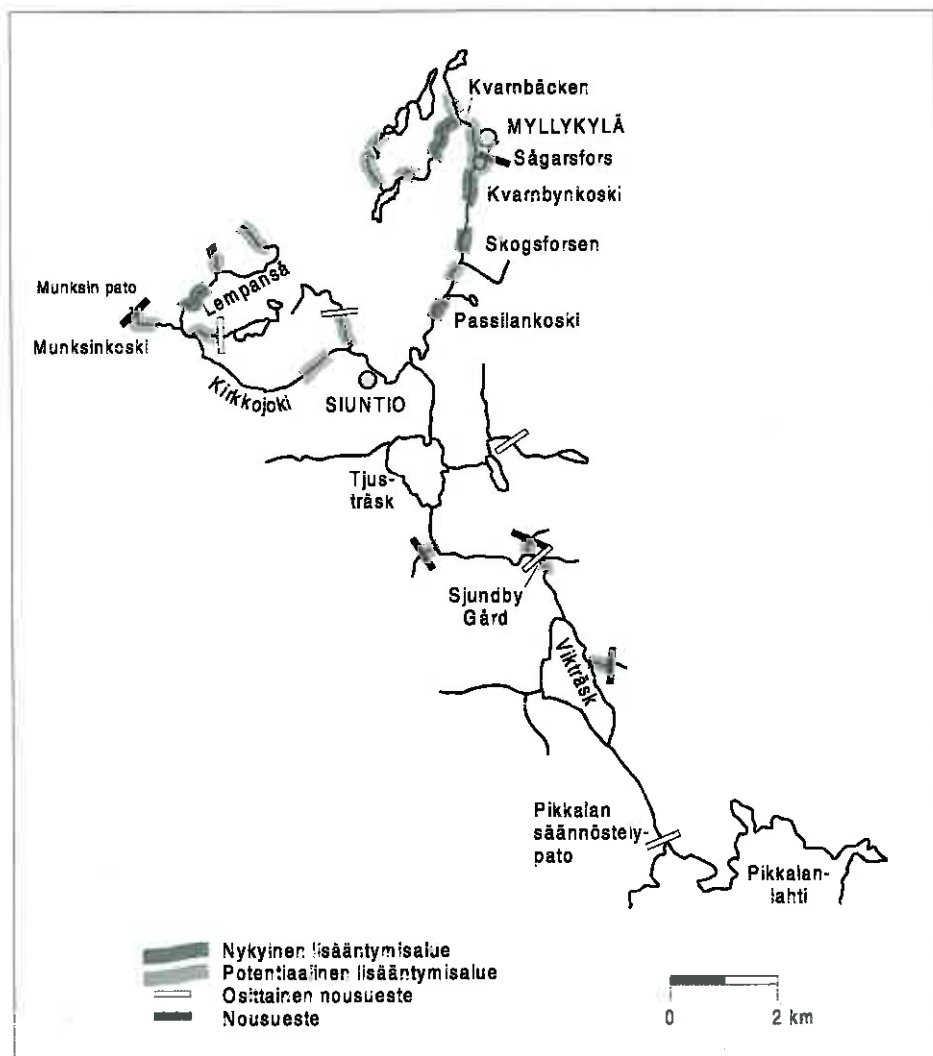 Kvarnbäcken
MYLLYKYLÄ
Sågarsfors
Kvarnbynkoski
Skogsforsen
Lempanså
Munksin pato
Passilankoski
Munksinkoski
Kirkkojoki
SIUNTIO
Tjus-
träsk
Sjundby
Gård
Vikträsk
Pikkalan
säännöstely-
pato
Pikkalan-
lahti
Nykyinen lisääntymisalue
Potentiaalinen lisääntymisalue
Osittainen nousueste
Nousueste
0 2 km